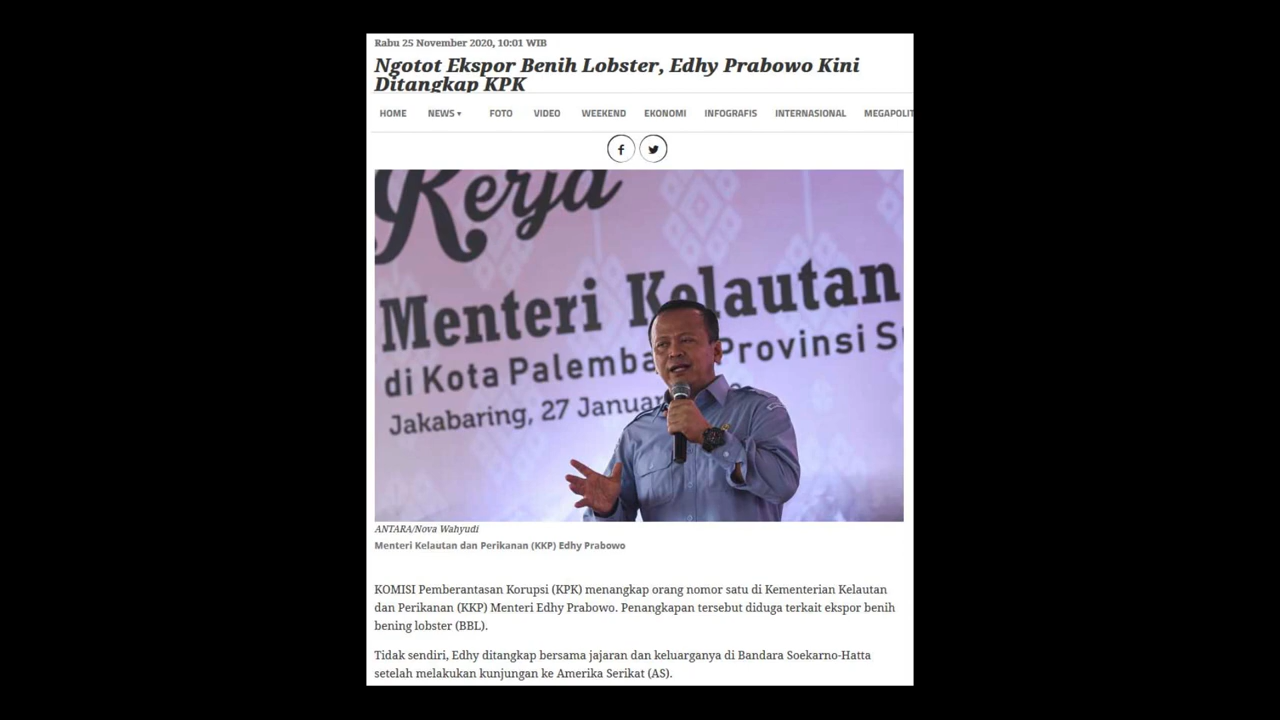 Rabu 25 November 2020, 10:01 WIB
Ngotot Ekspor Benih Lobster, Edhy Prabowo Kini
Ditangkap KPK
HOME NEWS FOTO VIDEO WEEKEND EKONOMI INFOGRAFIS INTERNASIONAL MEGAPOLIT
Kerja
Menteri Kelautan
di Kota Palemba Provinsi S
Jakabaring, 27 Januar
ANTARA/Nova Wahyudi
Menteri Kelautan dan Perikanan (KKP) Edhy Prabowo
KOMISI Pemberantasan Korupsi (KPK) menangkap orang nomor satu di Kementerian Kelautan
dan Perikanan (KKP) Menteri Edhy Prabowo. Penangkapan tersebut diduga terkait ekspor benih
bening lobster (BBL).
Tidak sendiri, Edhy ditangkap bersama jajaran dan keluarganya di Bandara Soekarno-Hatta
setelah melakukan kunjungan ke Amerika Serikat (AS).